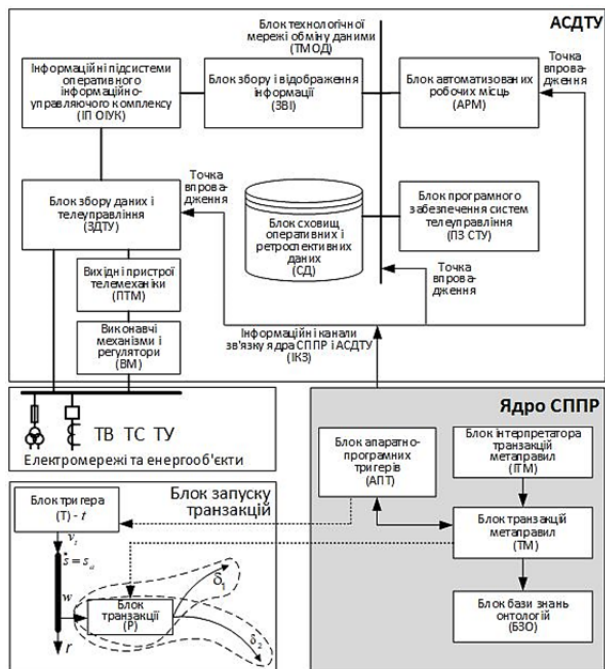 АСДТУ
Блок технологічної
мережі обміну даними
(ТМОД)
Інформаційні підсистеми
оперативного
інформаційно-
управляючого комплексу
(ІП ОІУК)
Блок збору і відображення
інформації
(ЗВІ)
Блок автоматизованих
робочих місць
(АРМ)
Точка
впрова-
дження
Точка
впрова-
дження
Блок збору даних і
телеуправління
(ЗДТУ)
Блок сховищ
оперативних і
ретроспективних
даних
(СД)
Блок програмного
забезпечення систем
телеуправління
(ПЗ СТУ)
Вихідні пристрої
телемеханіки
(ПТМ)
Точка
впрова-
дження
Виконавчі
механізми і
регулятори
(ВМ)
Інформаційні канали
зв'язку ядра СППР і АСДТУ
(ІКЗ)
ТВ ТС ТУ
Електромережі та енергооб'єкти
Ядро СППР
Блок апаратно-
програмних
тригерів
(АПТ)
Блок інтерпретатора
транзакцій
метаправил
(ІТМ)
Блок транзакцій
метаправил
(ТМ)
Блок бази знань
онтологій
(БЗО)
Блок запуску
транзакцій
Блок тригера
(Т) - t
w
Блок
транзакції
(Р)
δ1
δ2
r